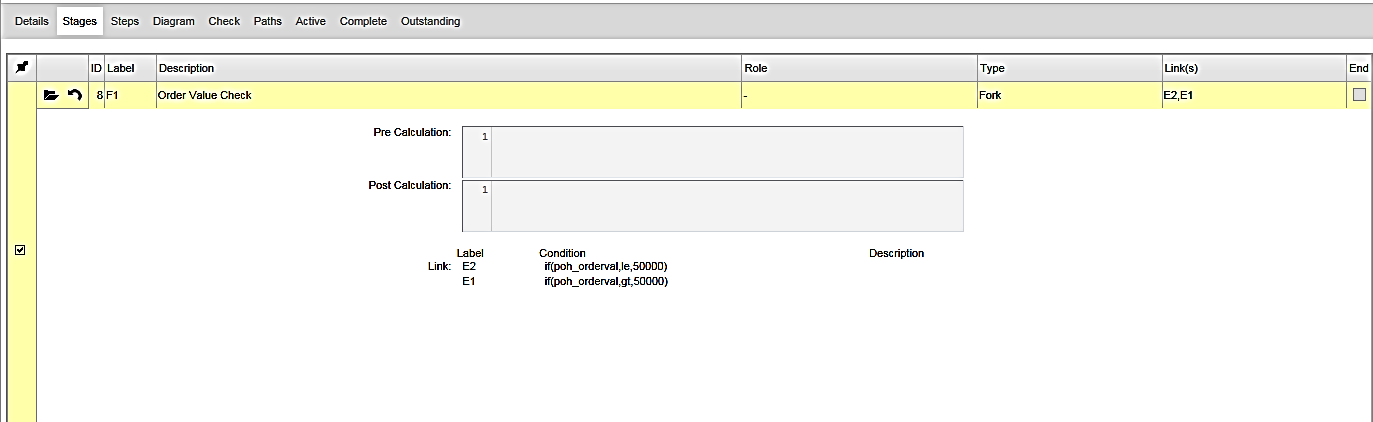 Details Stages Steps Diagram Check Paths Active Complete Outstanding
ID Label Description Role Type Link(s) End
8 F1 Order Value Check - Fork E2,E1
Pre Calculation: 1
Post Calculation: 1
Label Condition Description
Link: E2 if(poh_orderval,le,50000)
E1 if(poh_orderval,gt,50000)